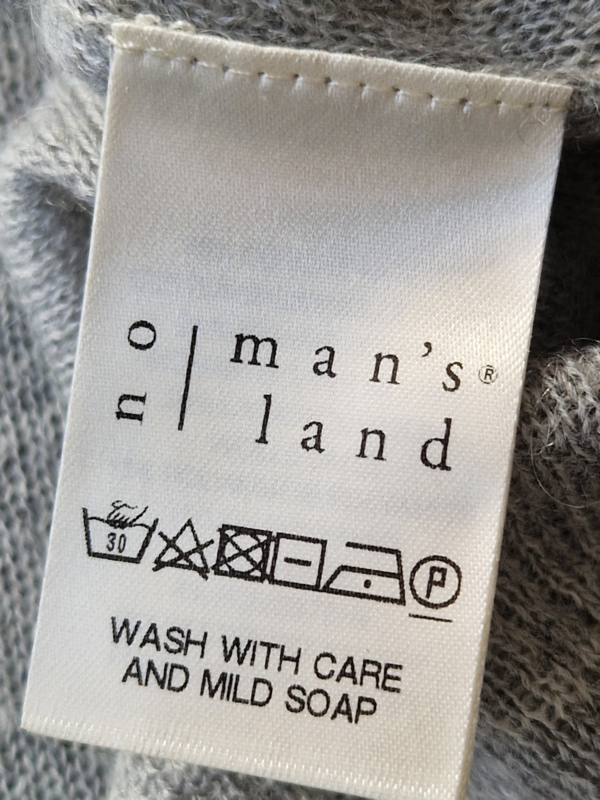 no
man's®
land
30
P
WASH WITH CARE
AND MILD SOAP